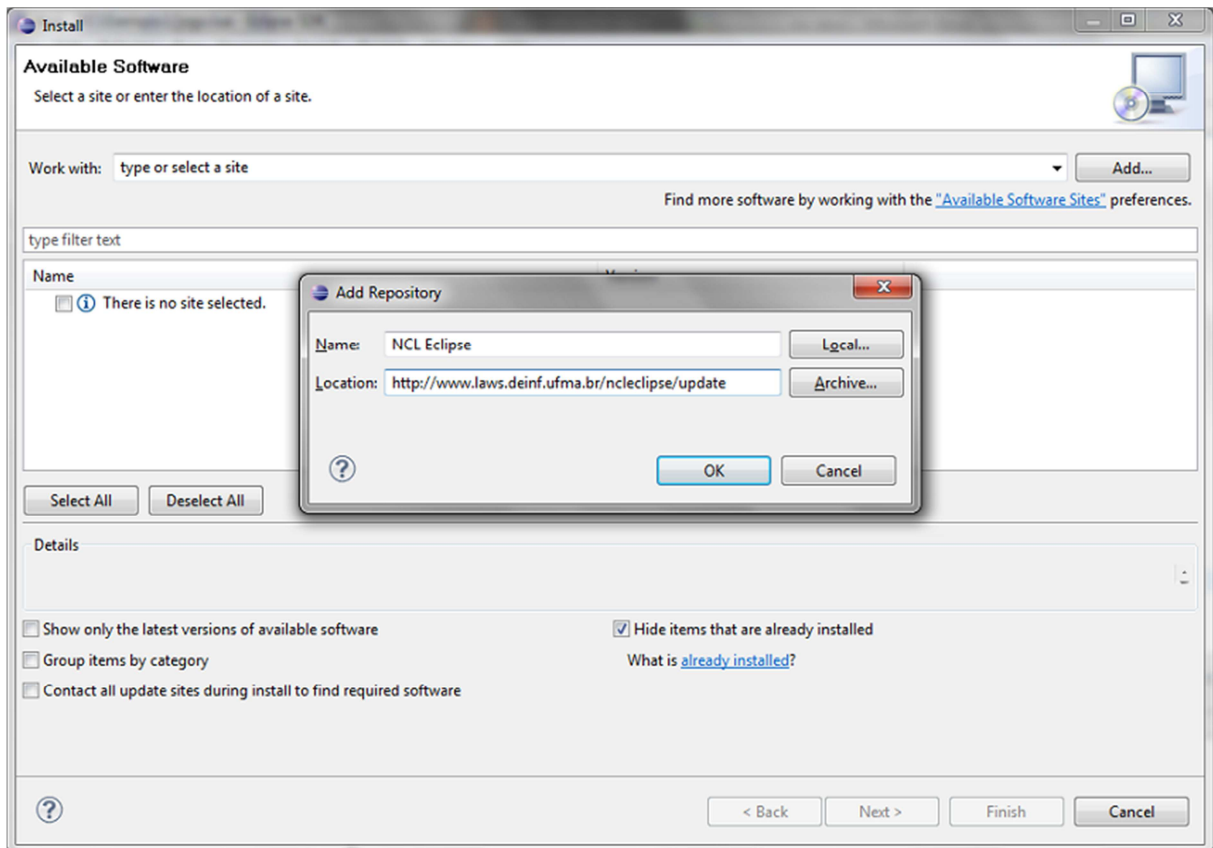 Install
Available Software
Select a site or enter the location of a site.
Work with: type or select a site Add...
Find more software by working with the "Available Software Sites" preferences.
type filter text
Name
There is no site selected.
Add Repository
Name: NCL Eclipse Local...
Location: http://www.laws.deinf.ufma.br/ncleclipse/update Archive...
OK Cancel
Select All Deselect All
Details
Show only the latest versions of available software Hide items that are already installed
Group items by category What is already installed?
Contact all update sites during install to find required software
< Back Next > Finish Cancel